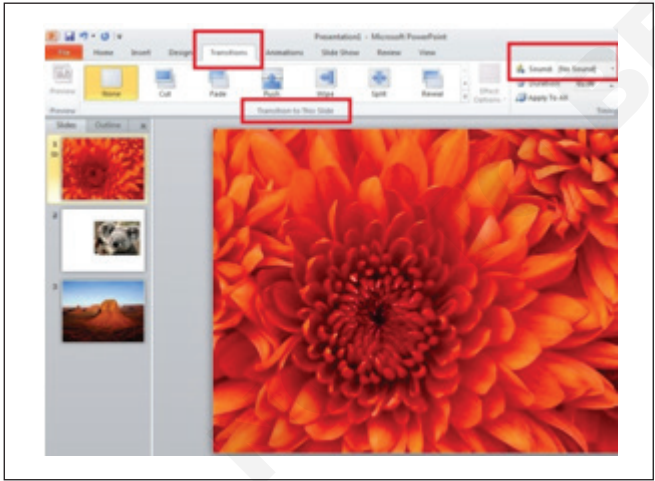 Presentation1 - Microsoft PowerPoint
File Home Insert Design Transitions Animations Slide Show Review View
Preview None Cut Fade Push Wipe Split Reveal Effect Options
Sound: [No Sound]
Duration:
Apply To All
Preview Transition to This Slide
Slides Outline
1
2
3